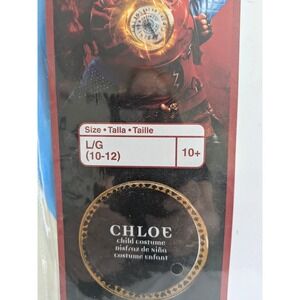 Size • Talla • Taille
L/G
(10-12)
10+
CHLOE
child costume
disfraz de niña
costume enfant